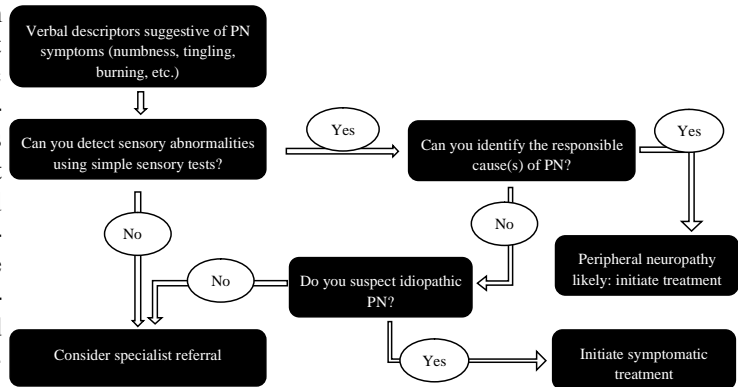 Verbal descriptors suggestive of PN
symptoms (numbness, tingling,
burning, etc.)
Can you detect sensory abnormalities
using simple sensory tests?
Yes
Can you identify the responsible
cause(s) of PN?
Yes
No
No
Peripheral neuropathy
likely: initiate treatment
No
Do you suspect idiopathic
PN?
Consider specialist referral
Yes
Initiate symptomatic
treatment